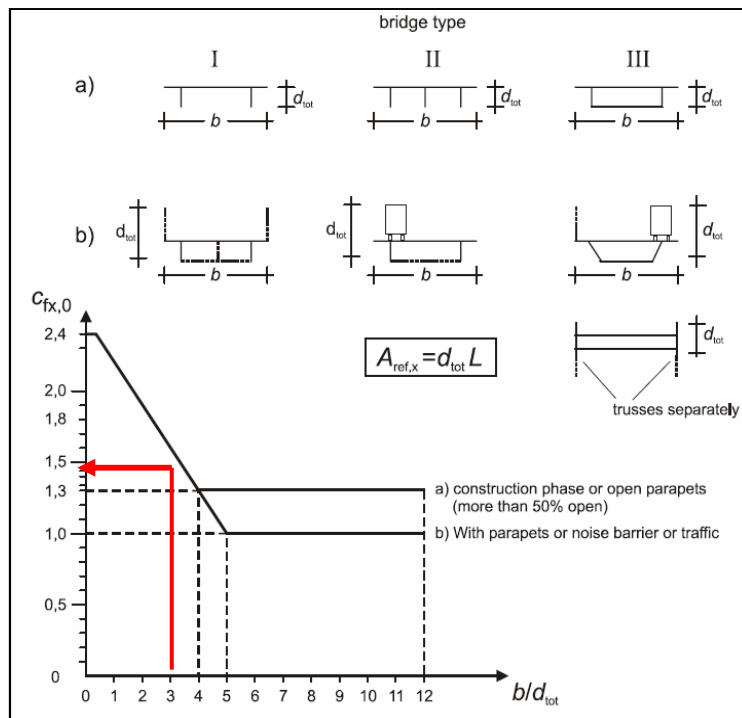 bridge type
I II III
a) d_tot d_tot d_tot
b b b
b) d_tot d_tot d_tot
b b b
c_fx,0
2,4
2,0
1,8
1,5
1,3
1,0
0,5
0
A_ref,x = d_tot L
d_tot
trusses separately
a) construction phase or open parapets
(more than 50% open)
b) With parapets or noise barrier or traffic
0 1 2 3 4 5 6 7 8 9 10 11 12 b/d_tot